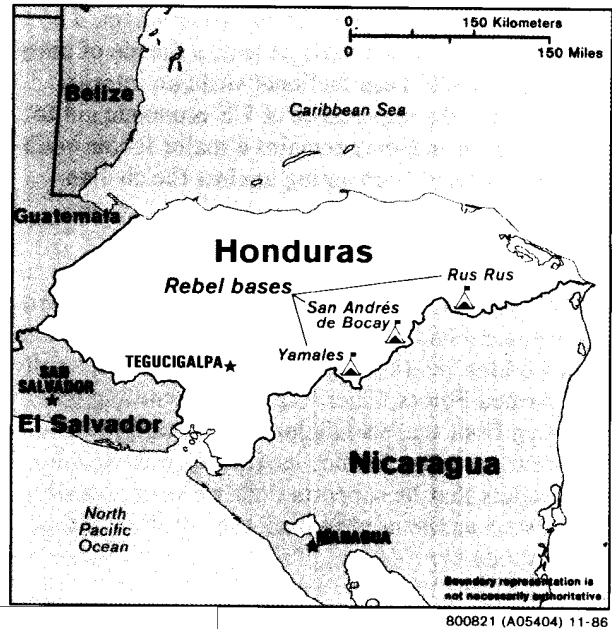 0 150 Kilometers
0 150 Miles
Belize
Caribbean Sea
Guatemala
Honduras
Rebel bases
Rus Rus
San Andrés
de Bocay
Yamales
TEGUCIGALPA
SAN
SALVADOR
El Salvador
Nicaragua
North
Pacific
Ocean
MANAGUA
Boundary representation is
not necessarily authoritative
800821 (A05404) 11-86